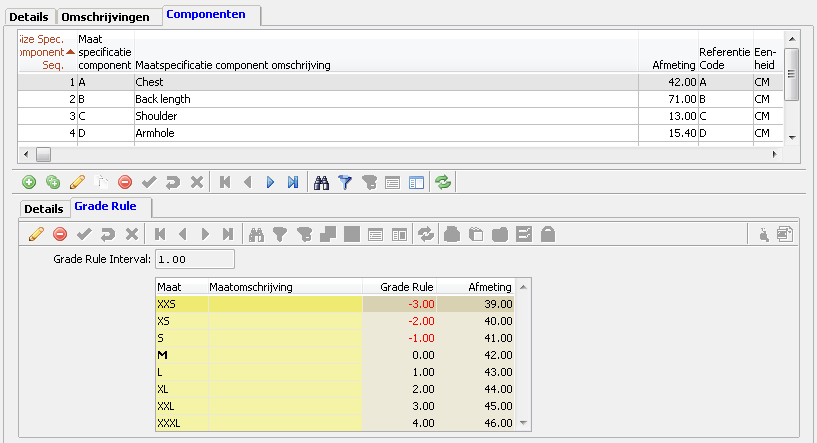 Details Omschrijvingen Componenten
Size Spec. Maat
omponent specificatie Referentie Een-
Seq. component Maatspecificatie component omschrijving Afmeting Code heid
1 A Chest 42.00 A CM
2 B Back length 71.00 B CM
3 C Shoulder 13.00 C CM
4 D Armhole 15.40 D CM
Details Grade Rule
Grade Rule Interval: 1.00
Maat Maatomschrijving Grade Rule Afmeting
XXS -3.00 39.00
XS -2.00 40.00
S -1.00 41.00
M 0.00 42.00
L 1.00 43.00
XL 2.00 44.00
XXL 3.00 45.00
XXXL 4.00 46.00